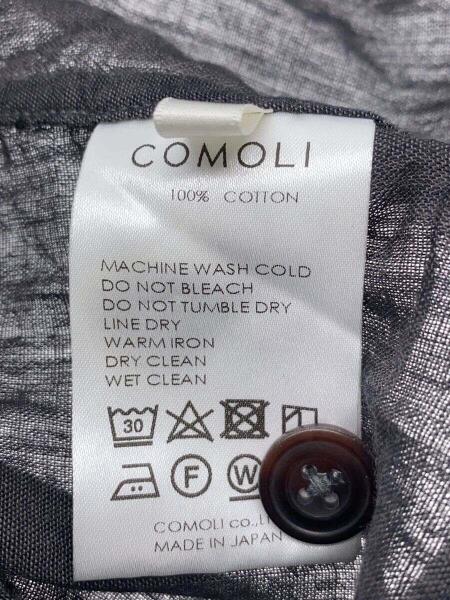 COMOLI
100% COTTON
MACHINE WASH COLD
DO NOT BLEACH
DO NOT TUMBLE DRY
LINE DRY
WARM IRON
DRY CLEAN
WET CLEAN
30
F W
COMOLI co.,
MADE IN JAPAN